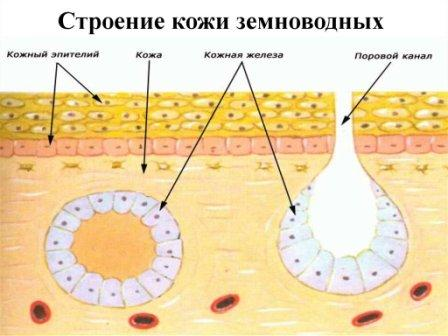 Строение кожи земноводных
Кожный эпителий
Кожа
Кожная железа
Поровой канал